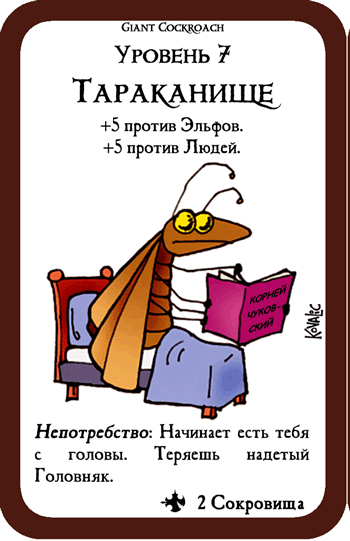 Giant Cockroach
Уровень 7
Тараканище
+5 против Эльфов.
+5 против Людей.
КОРНЕЙ
ЧУКОВ-
СКИЙ
KOVALIC
Непотребство: Начинает есть тебя
с головы. Теряешь надетый
Головняк.
2 Сокровища